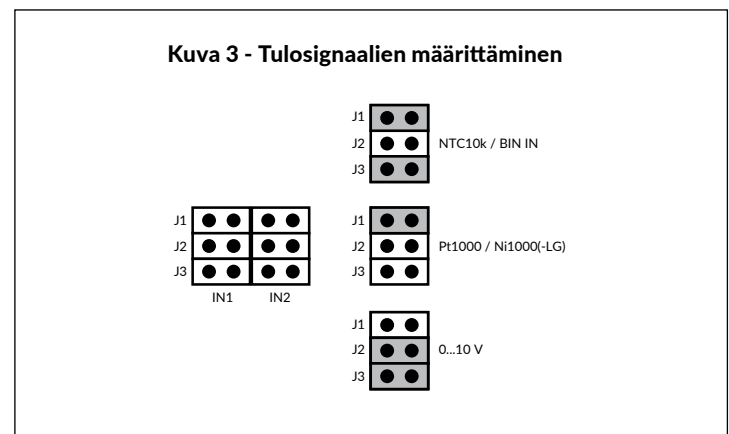 Kuva 3 - Tulosignaalien määrittäminen
J1
J2 NTC10k / BIN IN
J3
J1
J2
J3
IN1 IN2
J1
J2 Pt1000 / Ni1000(-LG)
J3
J1
J2 0...10 V
J3